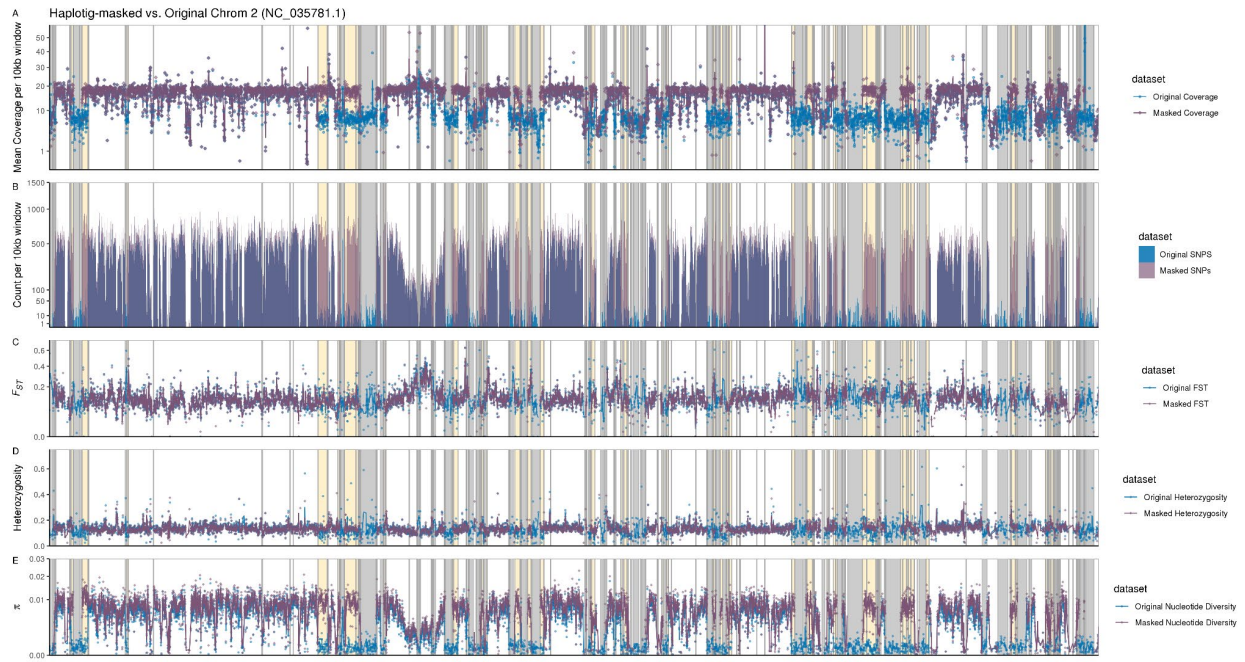 A
Haplotig-masked vs. Original Chrom 2 (NC_035781.1)
Mean Coverage per 10kb window
50
40
30
20
10
1
dataset
Original Coverage
Masked Coverage
B
Count per 10kb window
1500
1000
500
100
50
10
1
dataset
Original SNPS
Masked SNPs
C
FST
0.6
0.4
0.2
0.0
dataset
Original FST
Masked FST
D
Heterozygosity
0.6
0.4
0.2
0.0
dataset
Original Heterozygosity
Masked Heterozygosity
E
π
0.03
0.02
0.01
0.00
dataset
Original Nucleotide Diversity
Masked Nucleotide Diversity